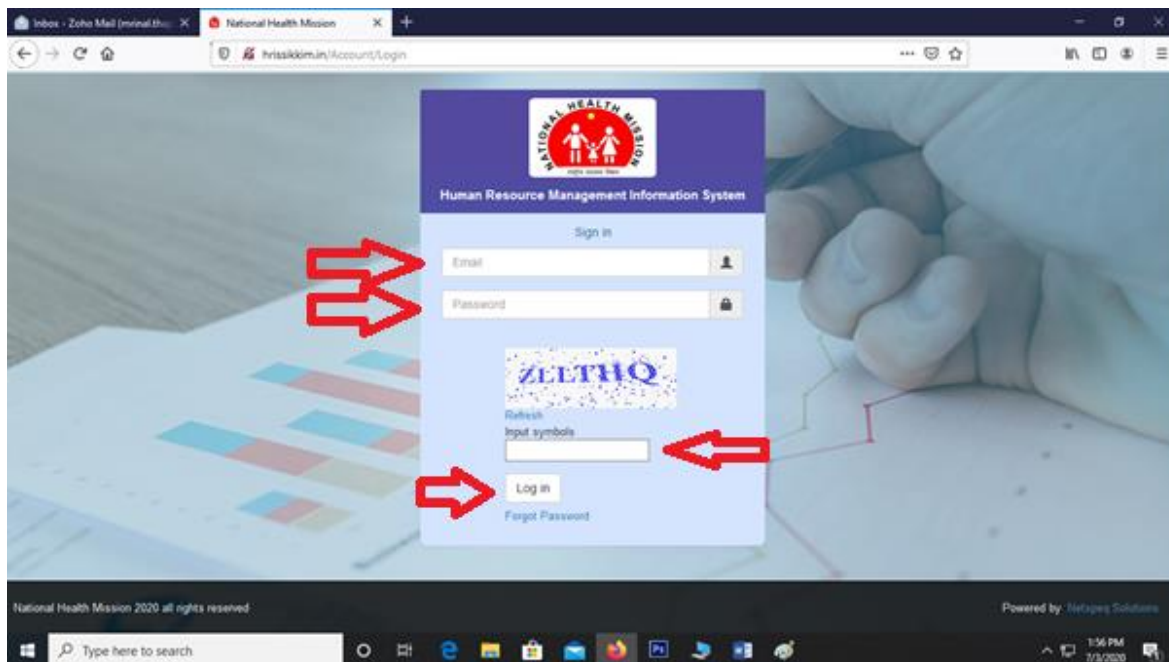 Inbox - Zoho Mail
National Health Mission
hrissikkim.in/Account/Login
NATIONAL HEALTH MISSION
Human Resource Management Information System
Sign in
Email
Password
ZEETHQ
Refresh
Input symbols
Log in
Forgot Password
National Health Mission 2020 all rights reserved
Powered by Netspeq Solutions
Type here to search
1:56 PM
7/3/2020